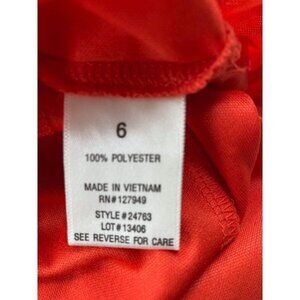 6
100% POLYESTER
MADE IN VIETNAM
RN#127949
STYLE#24763
LOT#13406
SEE REVERSE FOR CARE